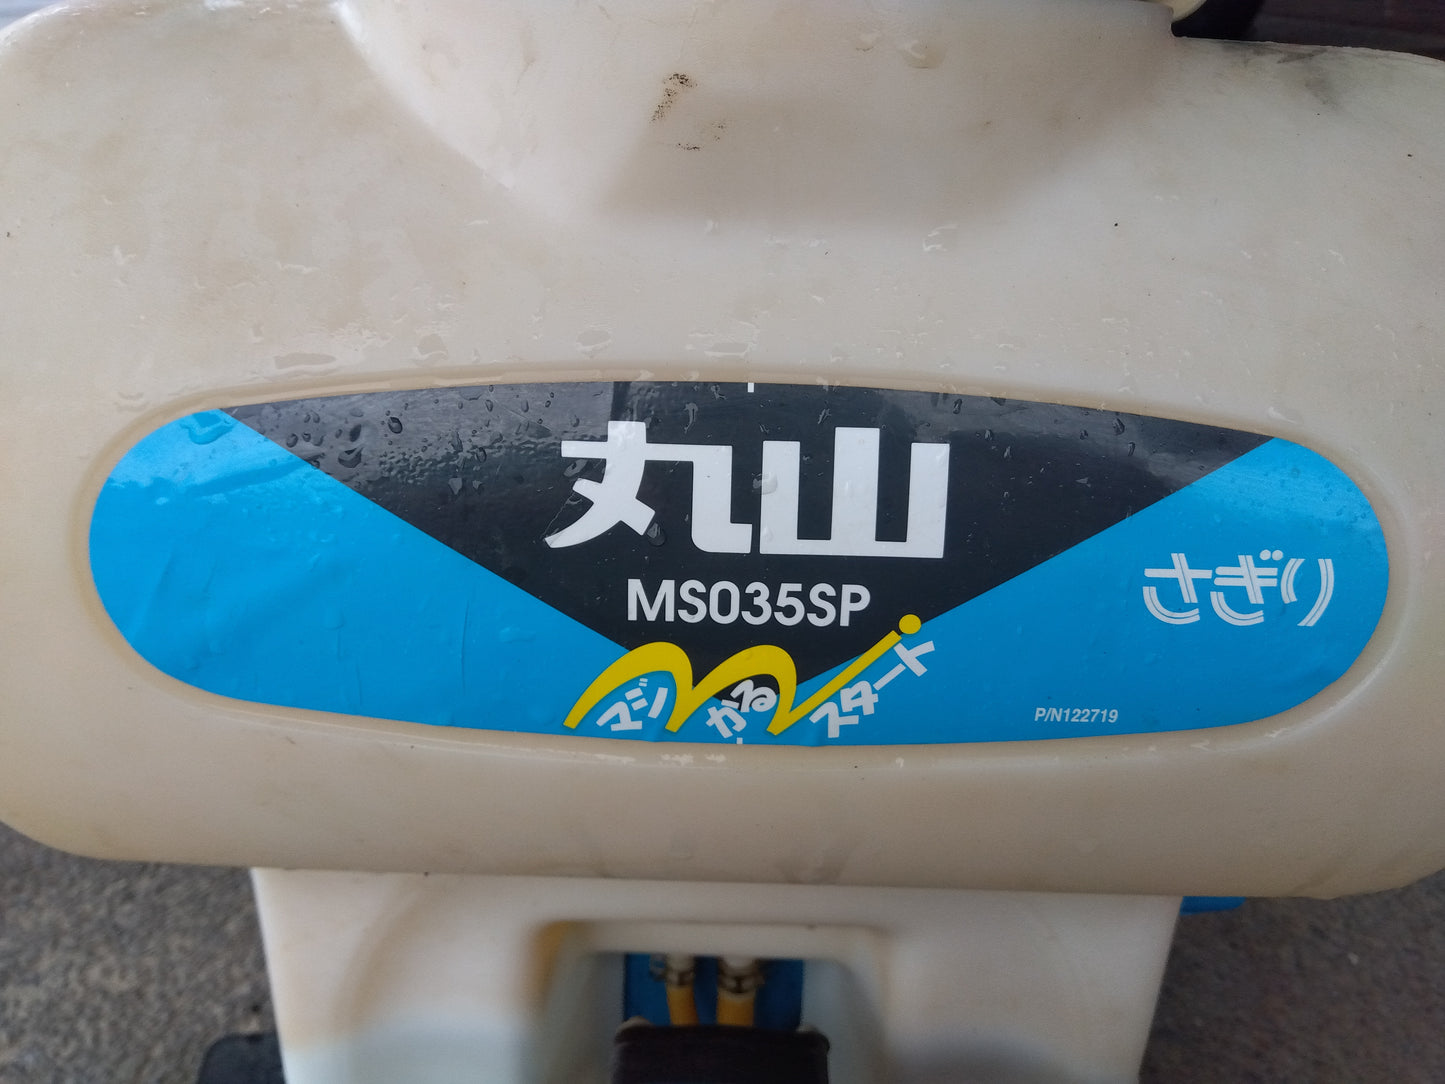 丸山
MS035SP
さぎり
マジかるスタート
P/N122719